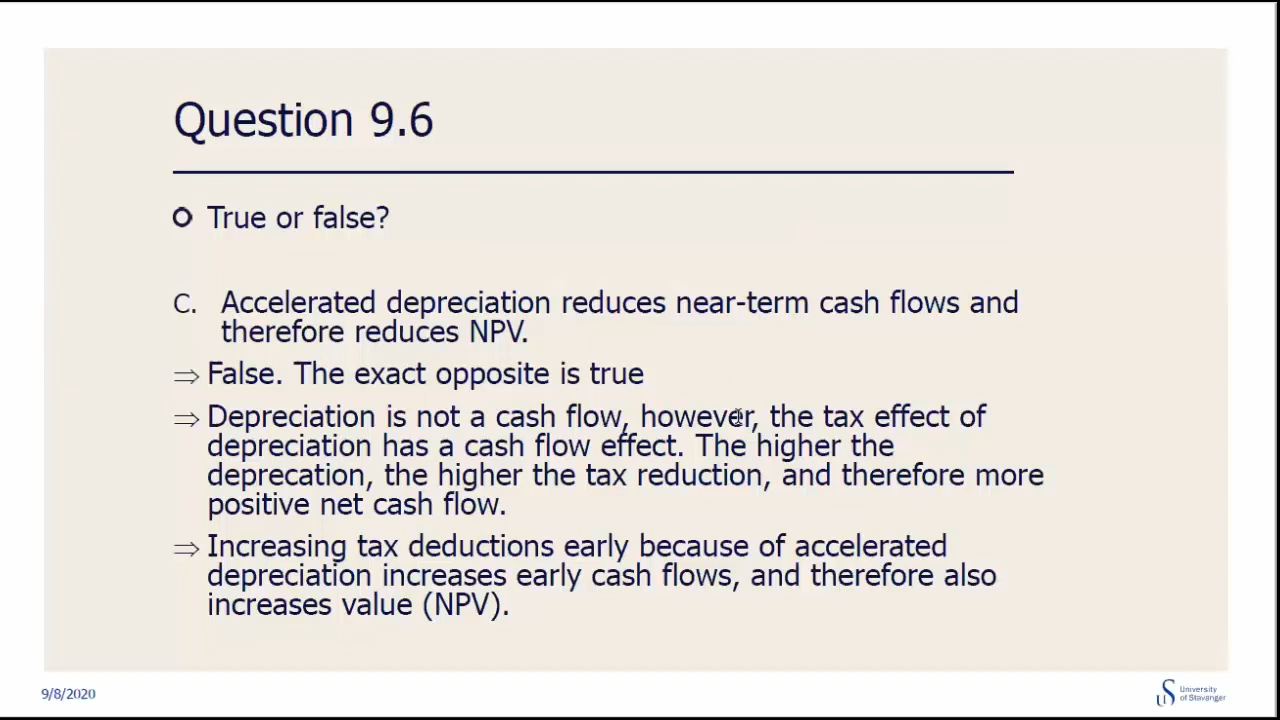 Question 9.6
True or false?
C. Accelerated depreciation reduces near-term cash flows and
therefore reduces NPV.
⇒ False. The exact opposite is true
⇒ Depreciation is not a cash flow, however, the tax effect of
depreciation has a cash flow effect. The higher the
deprecation, the higher the tax reduction, and therefore more
positive net cash flow.
⇒ Increasing tax deductions early because of accelerated
depreciation increases early cash flows, and therefore also
increases value (NPV).
9/8/2020
University
of Stavanger